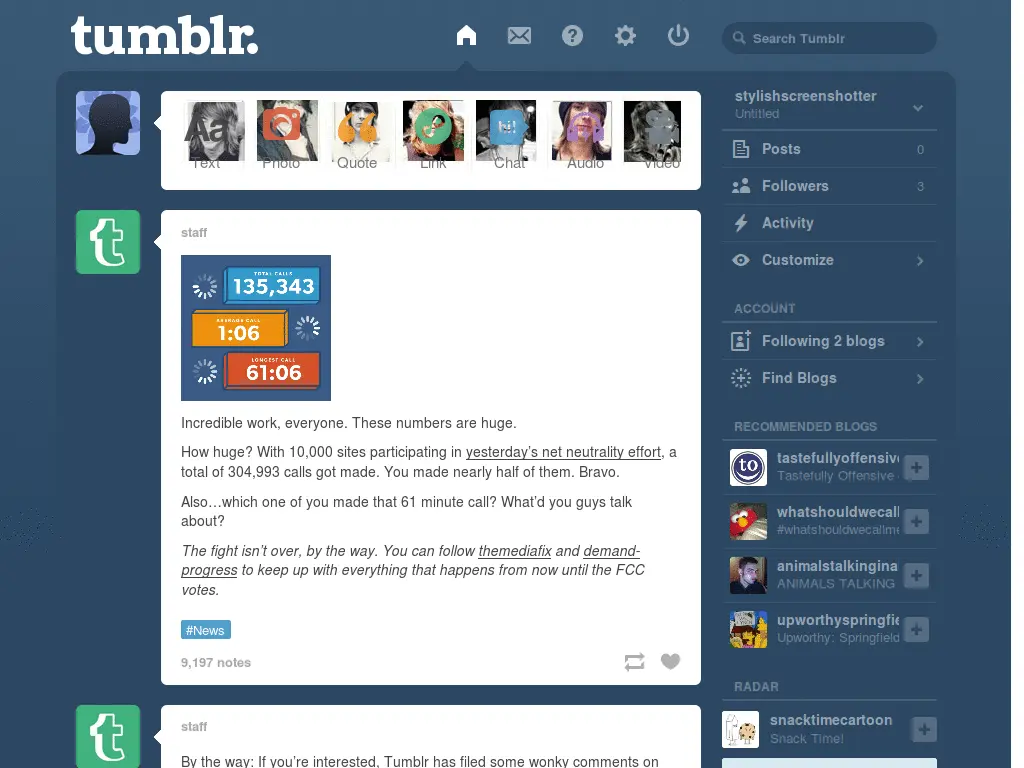 tumblr.
Search Tumblr
Aa
hi!
Text
Photo
Quote
Link
Chat
Audio
Video
staff
TOTAL CALLS
135,343
AVERAGE CALL
1:06
LONGEST CALL
61:06
Incredible work, everyone. These numbers are huge.
How huge? With 10,000 sites participating in yesterday's net neutrality effort, a
total of 304,993 calls got made. You made nearly half of them. Bravo.
Also…which one of you made that 61 minute call? What'd you guys talk
about?
The fight isn't over, by the way. You can follow themediafix and demand-
progress to keep up with everything that happens from now until the FCC
votes.
#News
9,197 notes
staff
By the way: If you're interested, Tumblr has filed some wonky comments on
stylishscreenshotter
Untitled
Posts 0
Followers 3
Activity
Customize
ACCOUNT
Following 2 blogs
Find Blogs
RECOMMENDED BLOGS
to
tastefullyoffensiv
Tastefully Offensive
whatshouldwecall
#whatshouldwecallme
animalstalkingina
ANIMALS TALKING
upworthyspringfie
Upworthy: Springfield
RADAR
snacktimecartoon
Snack Time!